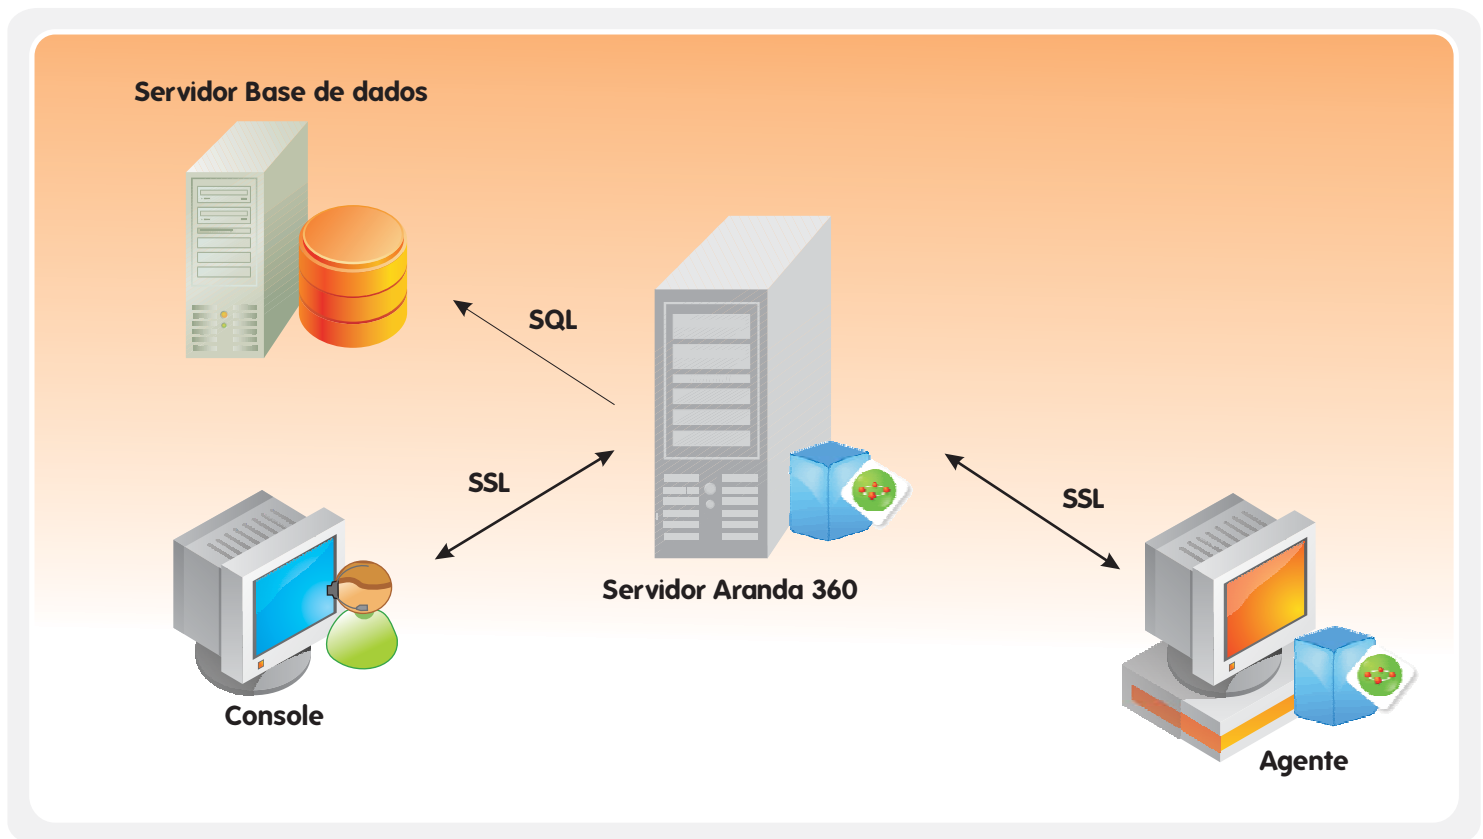 Servidor Base de dados
SQL
SSL
SSL
Servidor Aranda 360
Console
Agente